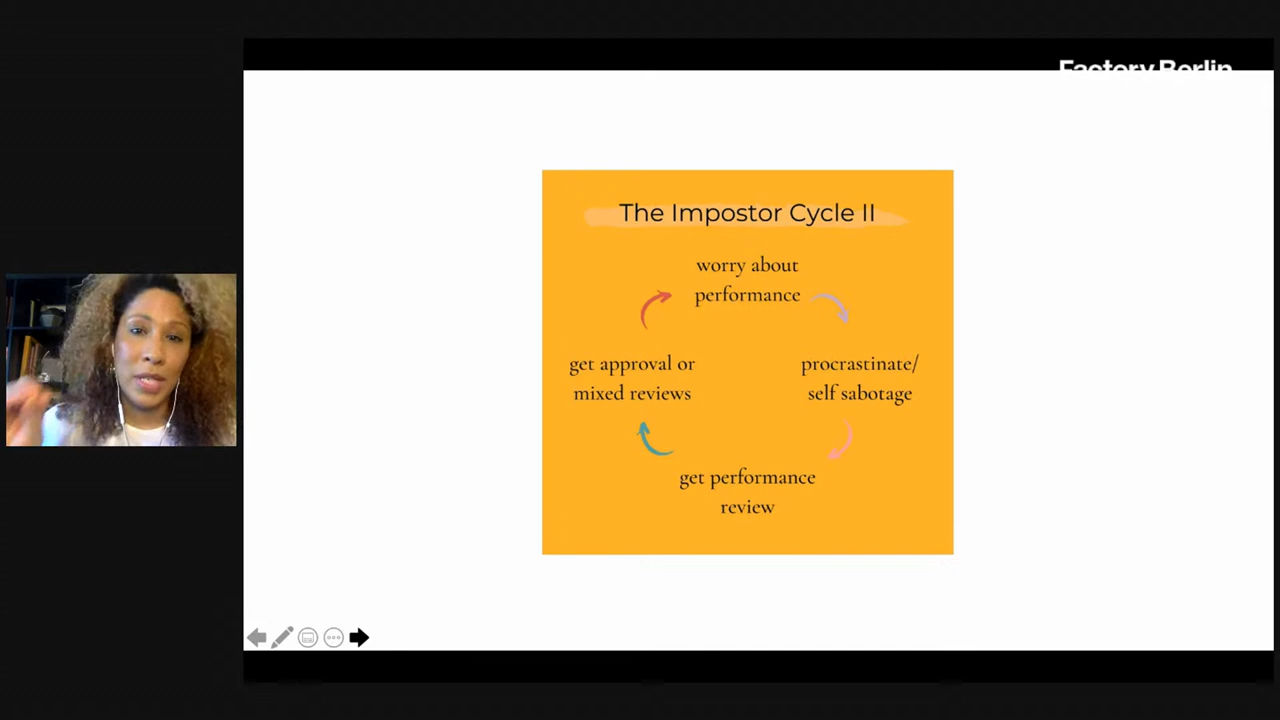 Factory Berlin
The Impostor Cycle II
worry about
performance
get approval or
mixed reviews
procrastinate/
self sabotage
get performance
review